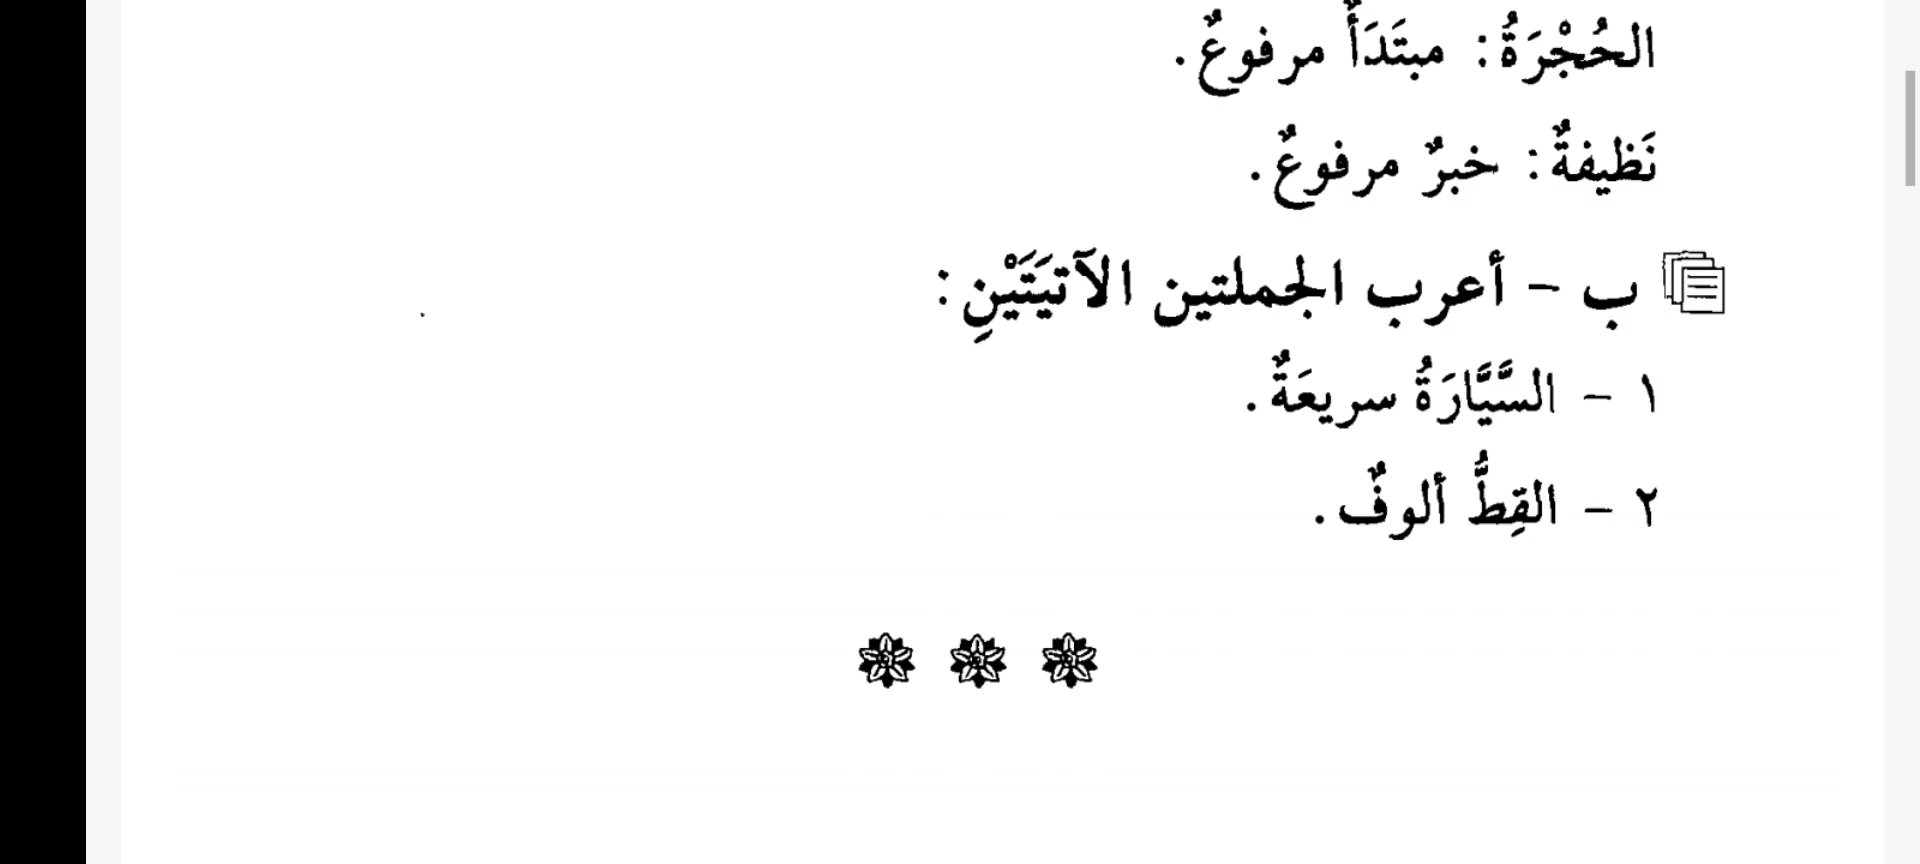 الحُجْرَةُ: مبتَدَأٌ مرفوعٌ.
نَظيفةٌ: خبرٌ مرفوعٌ.
ب - أعرب الجملتين الآتيَتَيْنِ:
١ - السَّيَّارَةُ سريعَةٌ.
٢ - القِطُّ ألوفٌ.